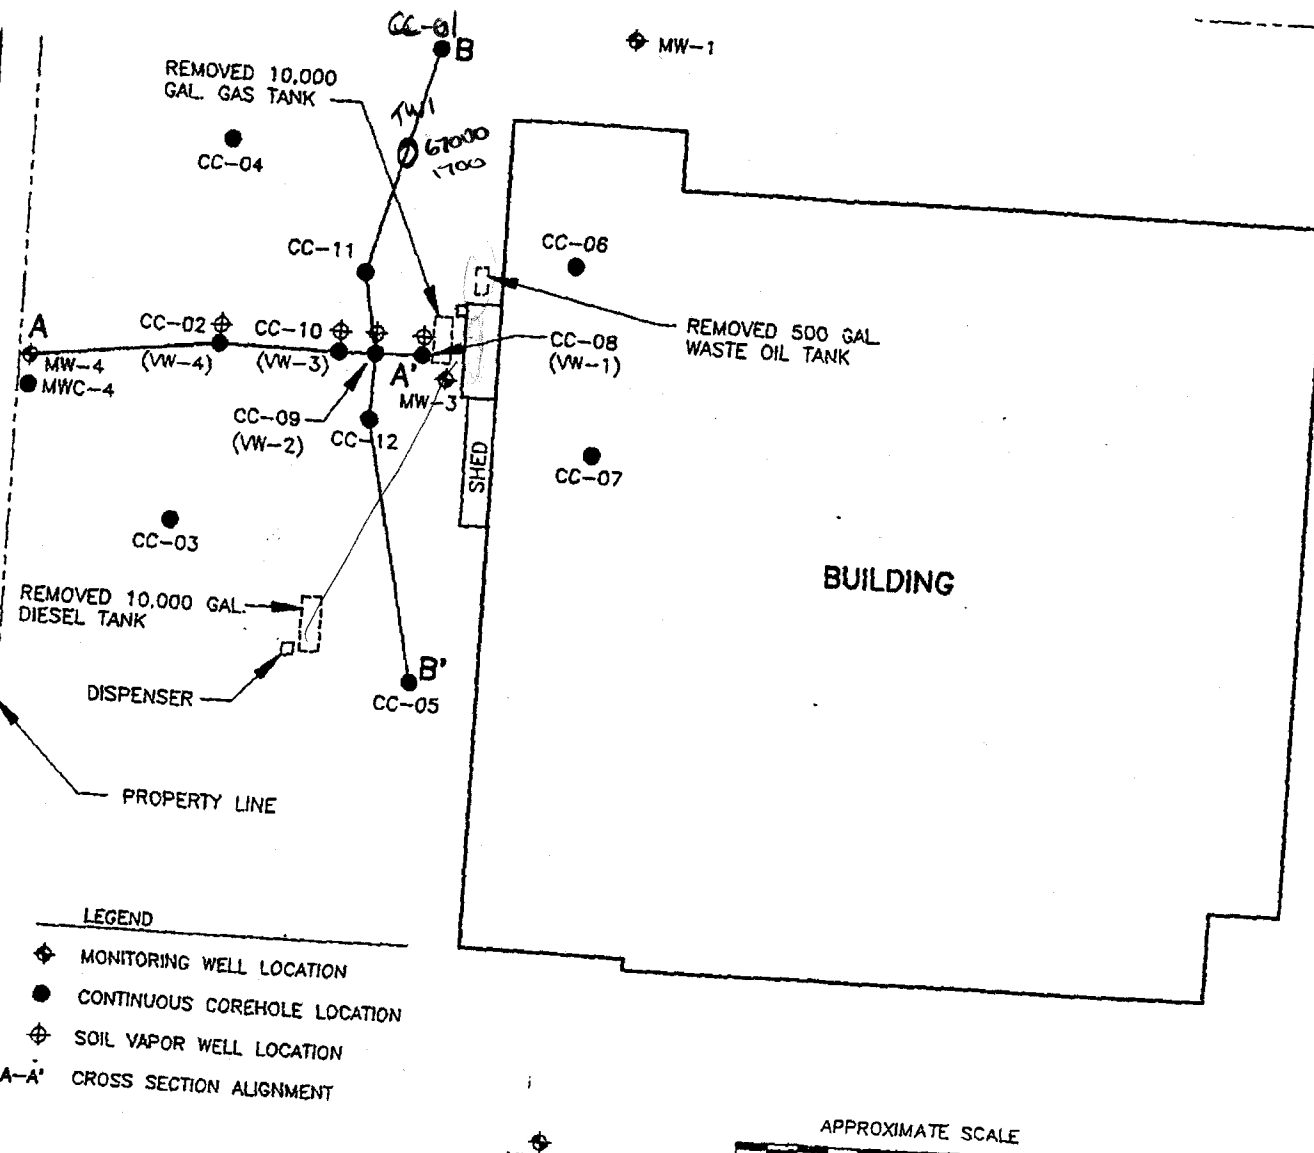 CC-01
B
MW-1
REMOVED 10,000
GAL. GAS TANK
TW1
67000
1700
CC-04
CC-11
CC-06
A
CC-02
(VW-4)
CC-10
(VW-3)
MW-4
MWC-4
A'
CC-08
(VW-1)
REMOVED 500 GAL
WASTE OIL TANK
MW-3
CC-09
(VW-2)
CC-12
SHED
CC-07
CC-03
BUILDING
REMOVED 10,000 GAL.
DIESEL TANK
B'
CC-05
DISPENSER
PROPERTY LINE
LEGEND
MONITORING WELL LOCATION
CONTINUOUS COREHOLE LOCATION
SOIL VAPOR WELL LOCATION
A-A' CROSS SECTION ALIGNMENT
APPROXIMATE SCALE